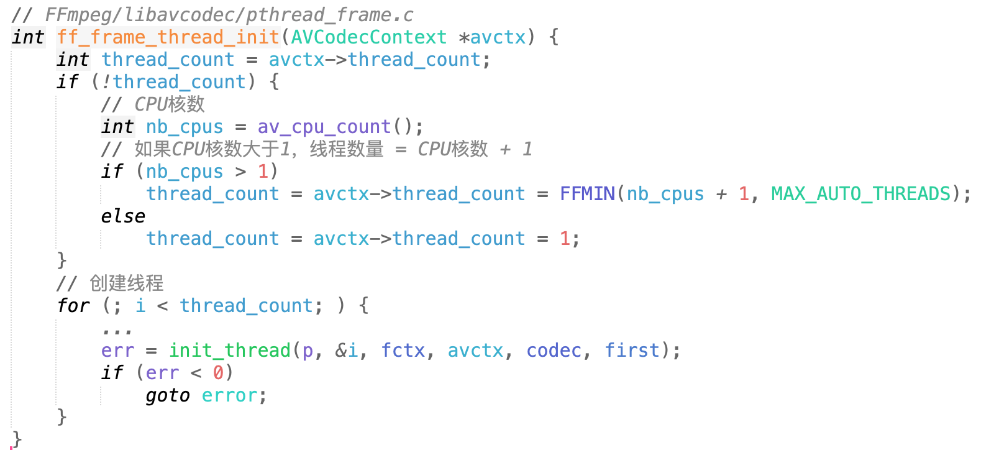 // FFmpeg/libavcodec/pthread_frame.c
int ff_frame_thread_init(AVCodecContext *avctx) {
    int thread_count = avctx->thread_count;
    if (!thread_count) {
        // CPU核数
        int nb_cpus = av_cpu_count();
        // 如果CPU核数大于1，线程数量 = CPU核数 + 1
        if (nb_cpus > 1)
            thread_count = avctx->thread_count = FFMIN(nb_cpus + 1, MAX_AUTO_THREADS);
        else
            thread_count = avctx->thread_count = 1;
    }
    // 创建线程
    for (; i < thread_count; ) {
        ...
        err = init_thread(p, &i, fctx, avctx, codec, first);
        if (err < 0)
            goto error;
    }
}